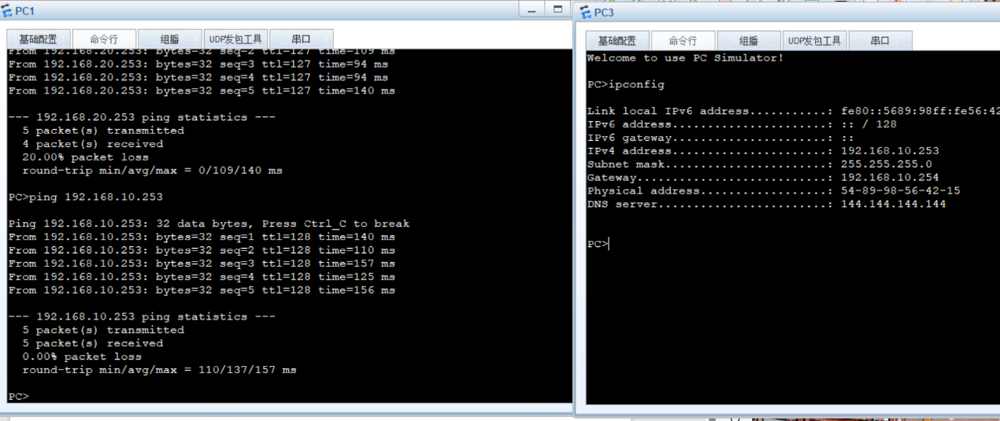 PC1
基础配置 命令行 组播 UDP发包工具 串口
From 192.168.20.253: bytes=32 seq=2 ttl=127 time=109 ms
From 192.168.20.253: bytes=32 seq=3 ttl=127 time=94 ms
From 192.168.20.253: bytes=32 seq=4 ttl=127 time=94 ms
From 192.168.20.253: bytes=32 seq=5 ttl=127 time=140 ms
--- 192.168.20.253 ping statistics ---
5 packet(s) transmitted
4 packet(s) received
20.00% packet loss
round-trip min/avg/max = 0/109/140 ms
PC>ping 192.168.10.253
Ping 192.168.10.253: 32 data bytes, Press Ctrl_C to break
From 192.168.10.253: bytes=32 seq=1 ttl=128 time=140 ms
From 192.168.10.253: bytes=32 seq=2 ttl=128 time=110 ms
From 192.168.10.253: bytes=32 seq=3 ttl=128 time=157 ms
From 192.168.10.253: bytes=32 seq=4 ttl=128 time=125 ms
From 192.168.10.253: bytes=32 seq=5 ttl=128 time=156 ms
--- 192.168.10.253 ping statistics ---
5 packet(s) transmitted
5 packet(s) received
0.00% packet loss
round-trip min/avg/max = 110/137/157 ms
PC>
PC3
基础配置 命令行 组播 UDP发包工具 串口
Welcome to use PC Simulator!
PC>ipconfig
Link local IPv6 address...........: fe80::5689:98ff:fe56:42
IPv6 address......................: :: / 128
IPv6 gateway......................: ::
IPv4 address......................: 192.168.10.253
Subnet mask.......................: 255.255.255.0
Gateway...........................: 192.168.10.254
Physical address..................: 54-89-98-56-42-15
DNS server........................: 144.144.144.144
PC>